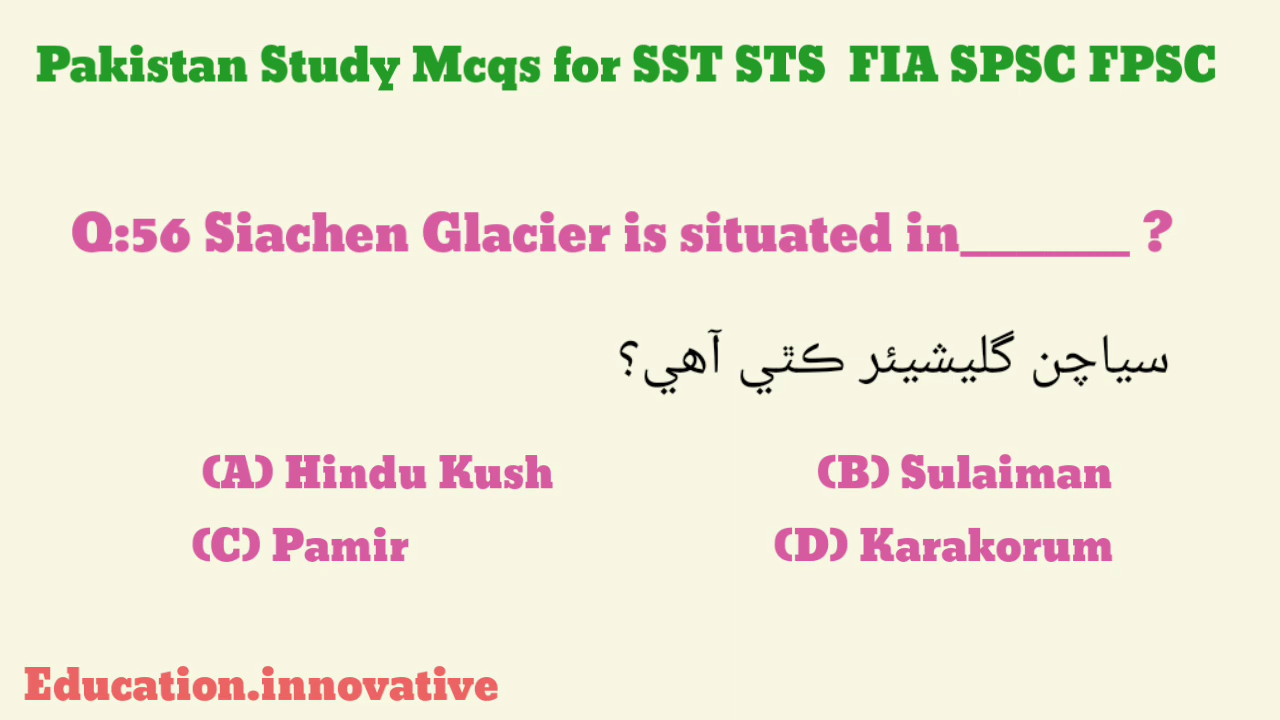 Pakistan Study Mcqs for SST STS FIA SPSC FPSC
Q:56 Siachen Glacier is situated in______ ?
سياچن گليشيئر ڪٿي آهي؟
(A) Hindu Kush (B) Sulaiman
(C) Pamir (D) Karakorum
Education.innovative